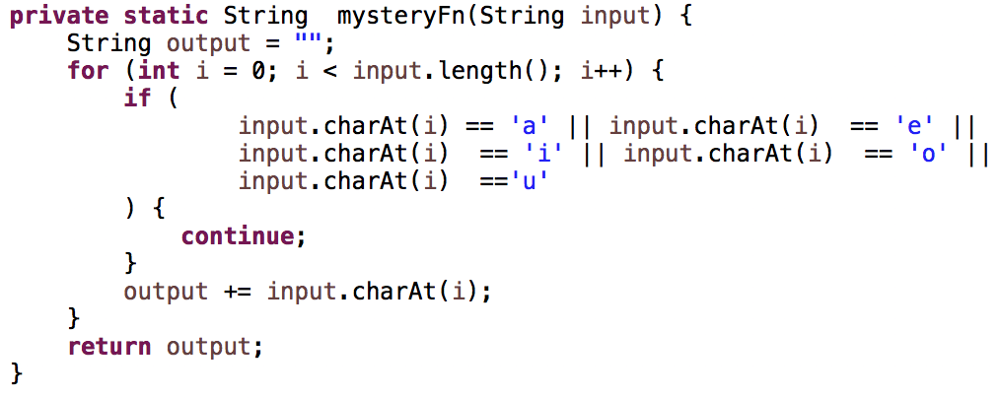 private static String  mysteryFn(String input) {
    String output = "";
    for (int i = 0; i < input.length(); i++) {
        if (
                input.charAt(i) == 'a' || input.charAt(i)  == 'e' ||
                input.charAt(i)  == 'i' || input.charAt(i)  == 'o' ||
                input.charAt(i)  =='u'
        ) {
            continue;
        }
        output += input.charAt(i);
    }
    return output;
}